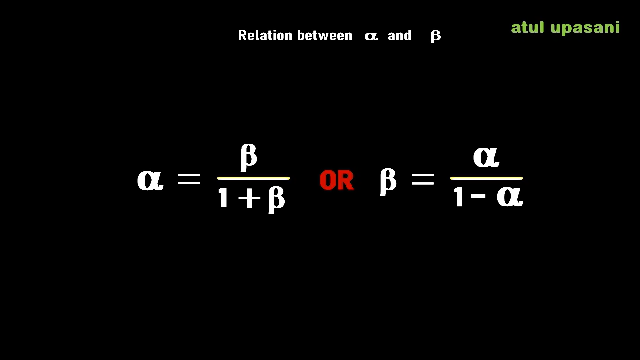 atul upasani
Relation between α and β
α = β / 1 + β OR β = α / 1 - α